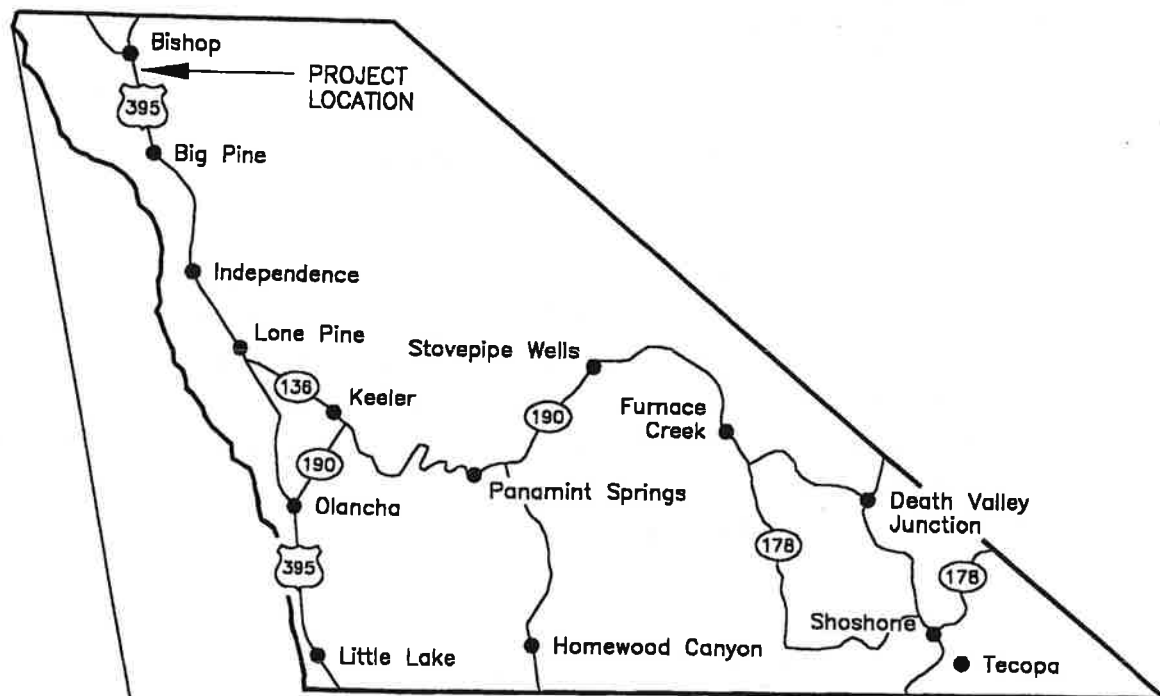 Bishop
PROJECT
LOCATION
395
Big Pine
Independence
Lone Pine
Stovepipe Wells
136
Keeler
190
Furnace
Creek
190
Panamint Springs
Olancha
Death Valley
Junction
178
395
178
Shoshone
Homewood Canyon
Little Lake
Tecopa